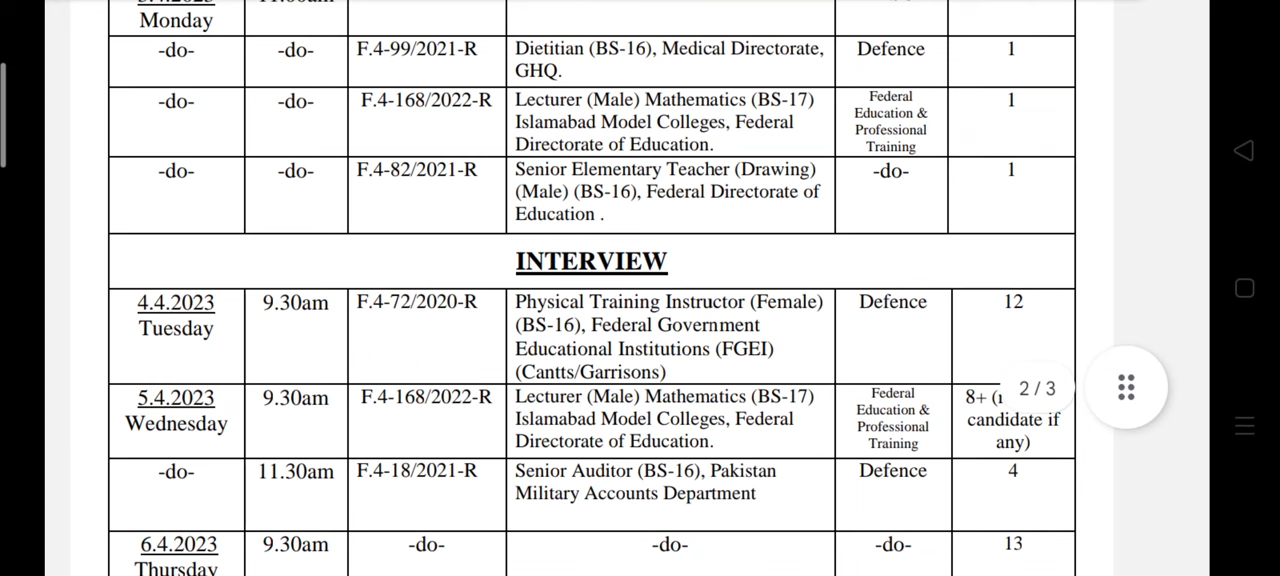 Monday
-do- -do- F.4-99/2021-R Dietitian (BS-16), Medical Directorate, Defence 1
GHQ.
-do- -do- F.4-168/2022-R Lecturer (Male) Mathematics (BS-17) Federal 1
Islamabad Model Colleges, Federal Education &
Directorate of Education. Professional
Training
-do- -do- F.4-82/2021-R Senior Elementary Teacher (Drawing) -do- 1
(Male) (BS-16), Federal Directorate of
Education .
INTERVIEW
4.4.2023 9.30am F.4-72/2020-R Physical Training Instructor (Female) Defence 12
Tuesday (BS-16), Federal Government
Educational Institutions (FGEI)
(Cantts/Garrisons)
5.4.2023 9.30am F.4-168/2022-R Lecturer (Male) Mathematics (BS-17) Federal 8+
Wednesday Islamabad Model Colleges, Federal Education & candidate if
Directorate of Education. Professional any)
Training
2 / 3
-do- 11.30am F.4-18/2021-R Senior Auditor (BS-16), Pakistan Defence 4
Military Accounts Department
6.4.2023 9.30am -do- -do- -do- 13
Thursday